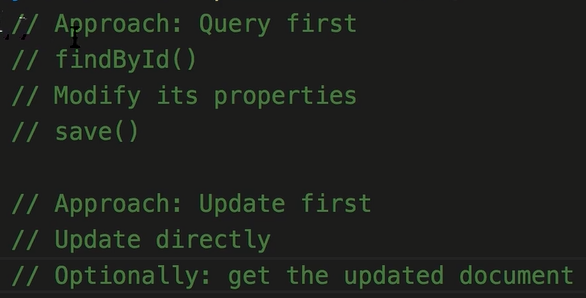 // Approach: Query first
// findById()
// Modify its properties
// save()
// Approach: Update first
// Update directly
// Optionally: get the updated document